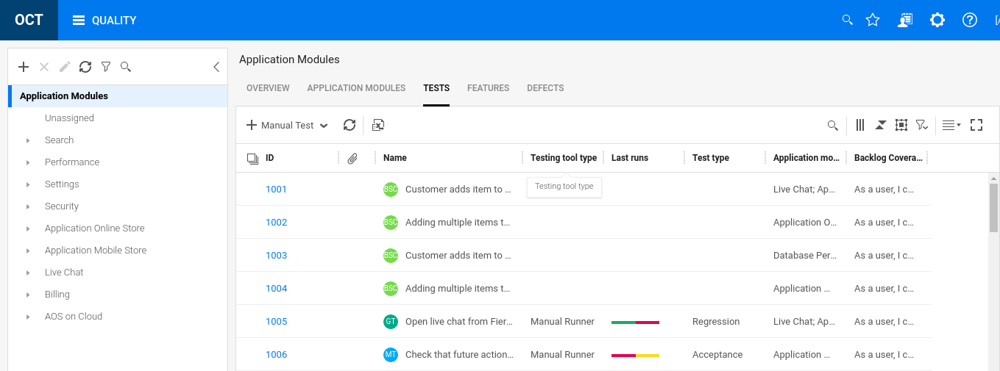 OCT
QUALITY
[A
Application Modules
Unassigned
Search
Performance
Settings
Security
Application Online Store
Application Mobile Store
Live Chat
Billing
AOS on Cloud
Application Modules
OVERVIEW APPLICATION MODULES TESTS FEATURES DEFECTS
Manual Test
ID Name Testing tool type Last runs Test type Application mo... Backlog Covera...
Testing tool type
1001 BSC Customer adds item to ... Live Chat; Ap... As a user, I c...
1002 BSC Adding multiple items t... Application O... As a user, I c...
1003 BSC Customer adds item to ... Database Per... As a user, I c...
1004 BSC Adding multiple items t... Application ... As a user, I c...
1005 GT Open live chat from Fier... Manual Runner Regression Live Chat; Ap... As a user, I c...
1006 MT Check that future action... Manual Runner Acceptance Application ... As a user, I c...